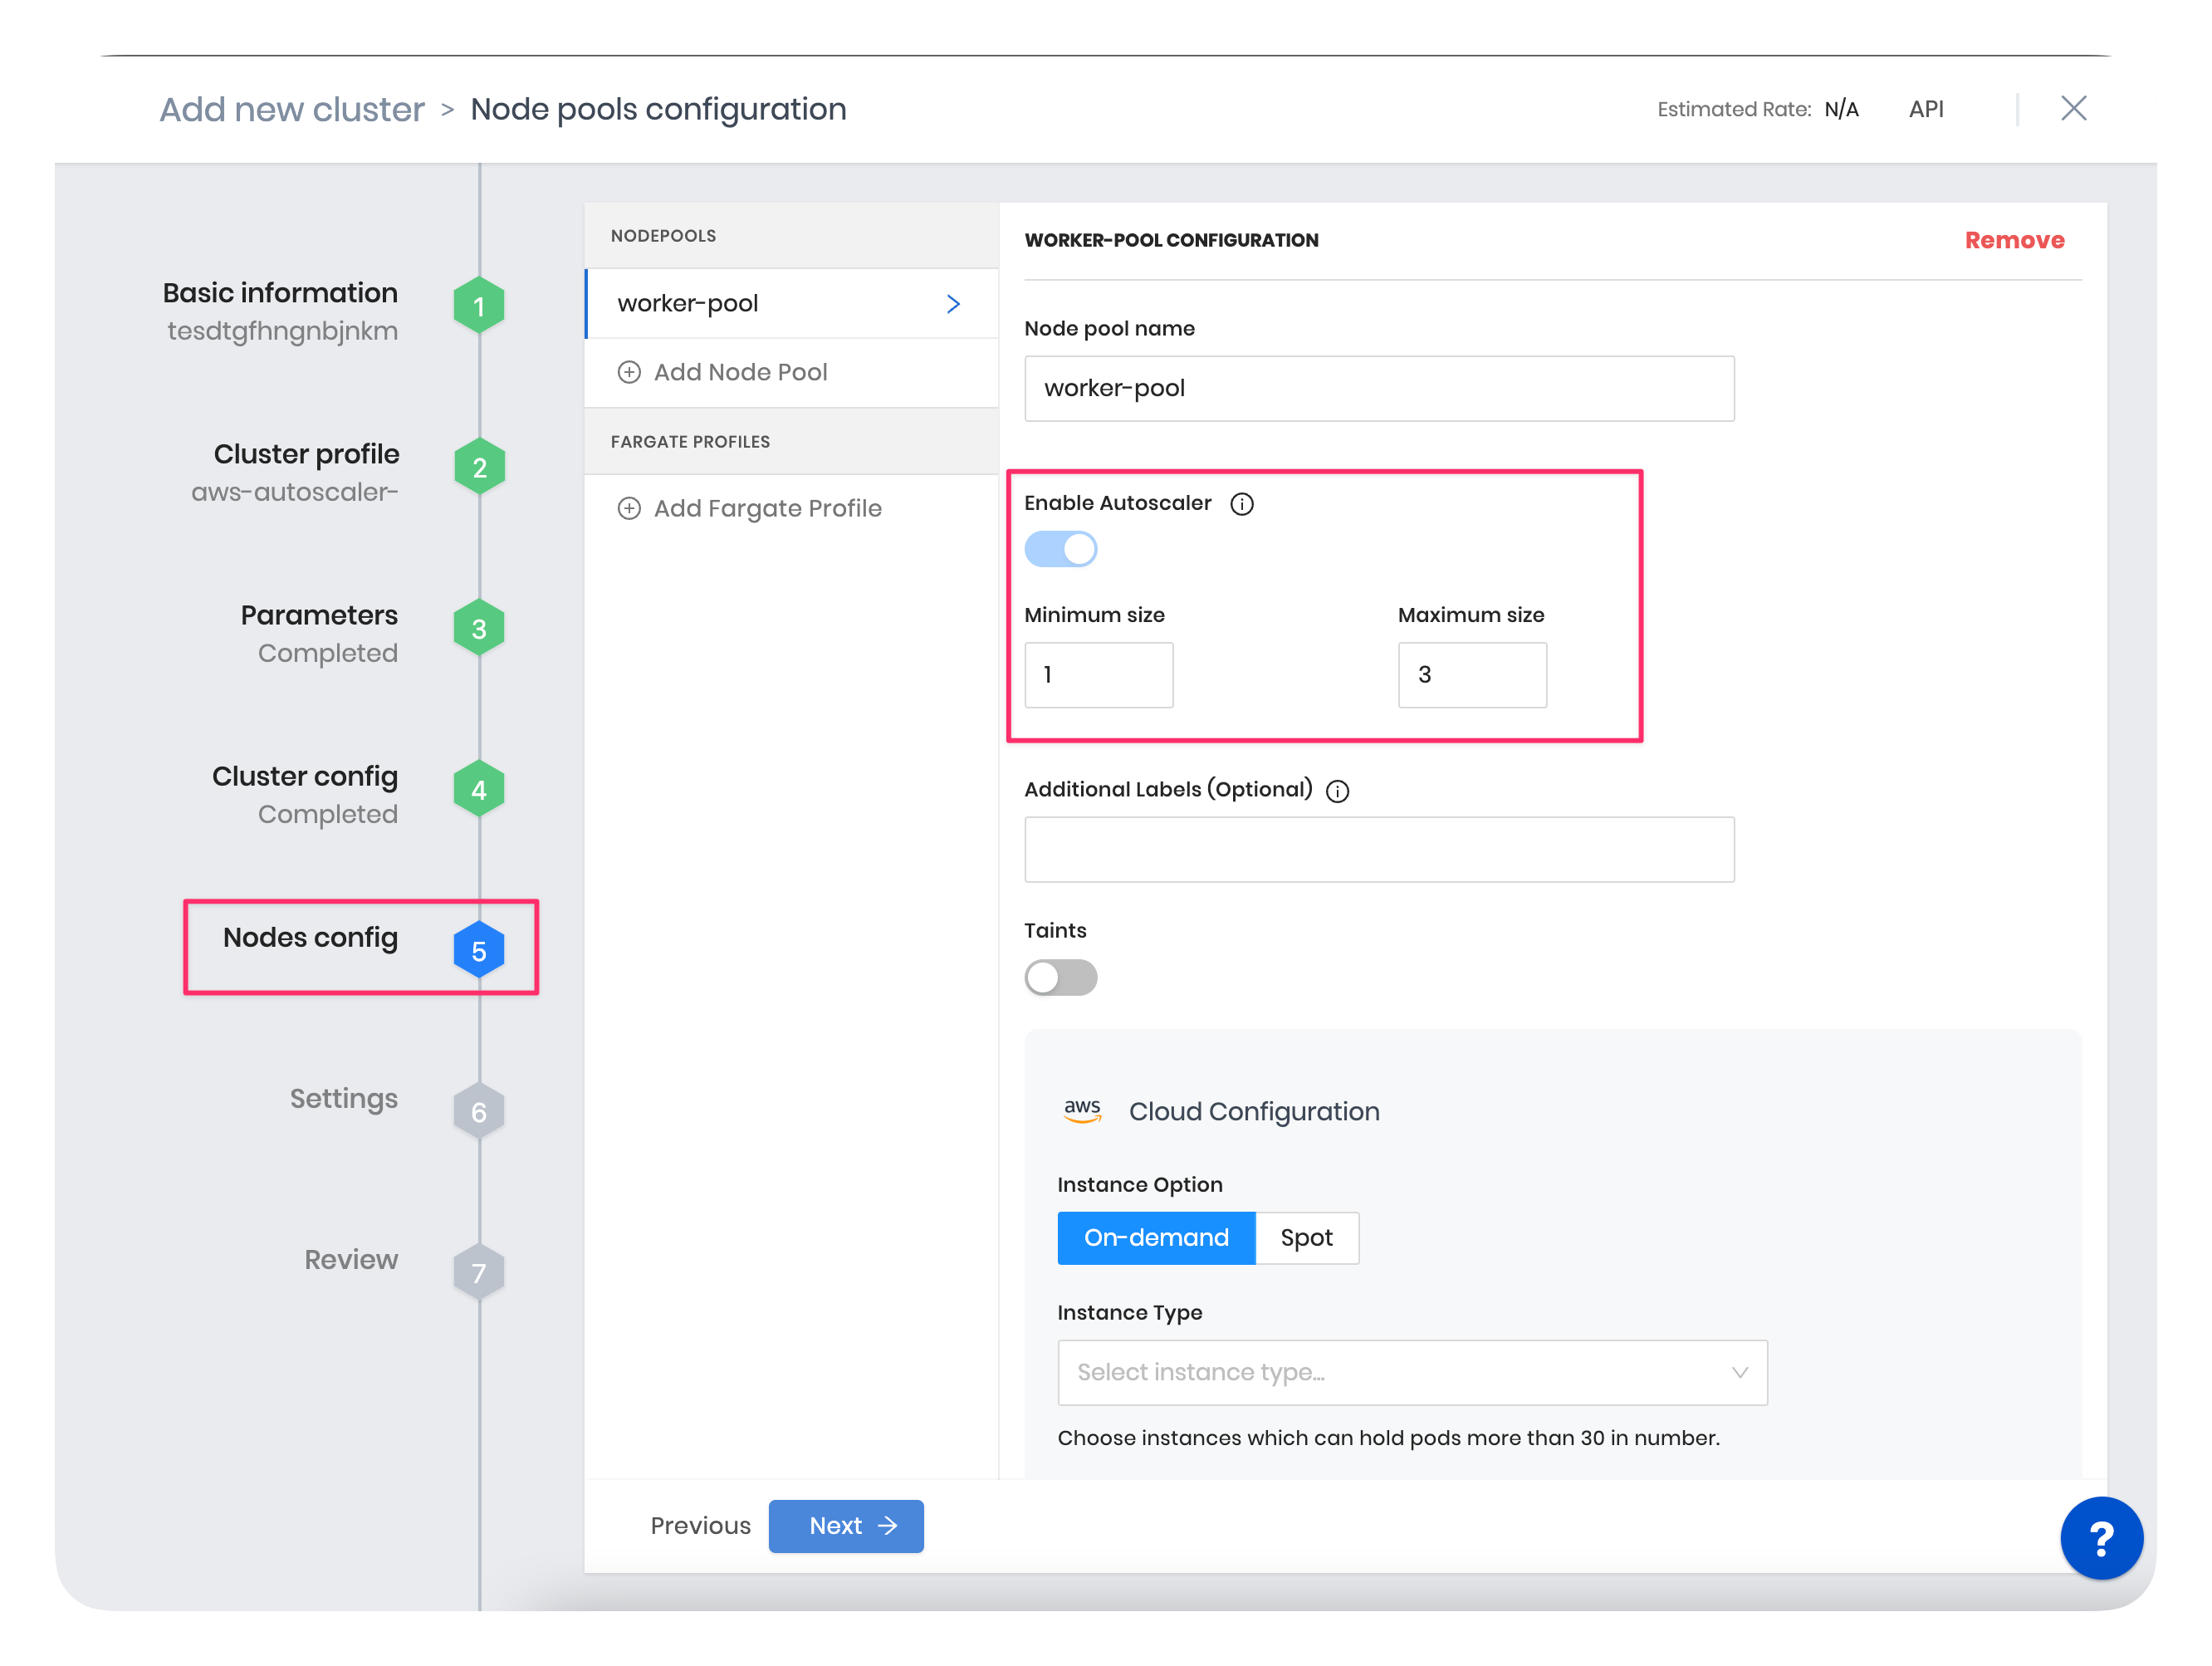 Add new cluster > Node pools configuration
Estimated Rate: N/A
API
Basic information
tesdtgfhngnbjnkm
1
Cluster profile
aws-autoscaler-
2
Parameters
Completed
3
Cluster config
Completed
4
Nodes config
5
Settings
6
Review
7
NODEPOOLS
worker-pool
Add Node Pool
FARGATE PROFILES
Add Fargate Profile
WORKER-POOL CONFIGURATION
Remove
Node pool name
worker-pool
Enable Autoscaler
Minimum size
Maximum size
1
3
Additional Labels (Optional)
Taints
aws
Cloud Configuration
Instance Option
On-demand
Spot
Instance Type
Select instance type...
Choose instances which can hold pods more than 30 in number.
Previous
Next
?